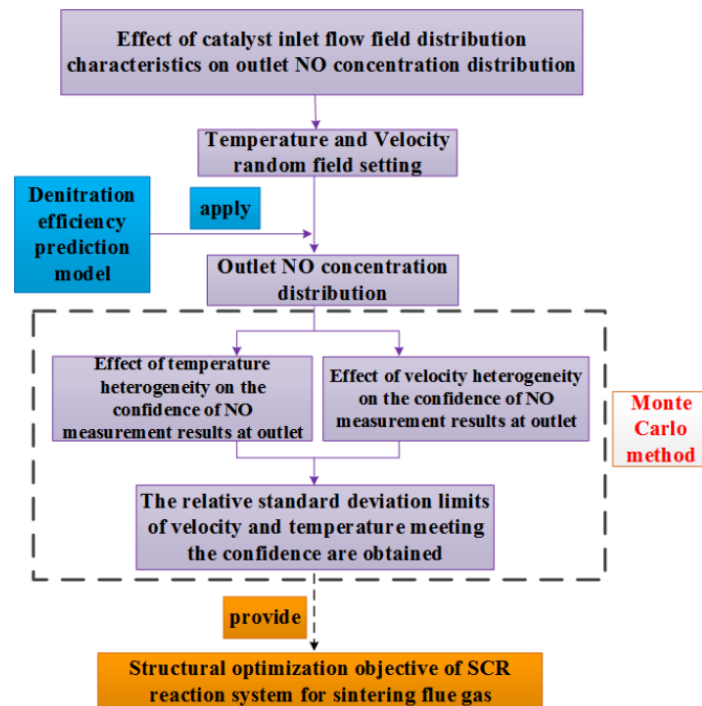 Effect of catalyst inlet flow field distribution
characteristics on outlet NO concentration distribution
Temperature and Velocity
random field setting
Denitration
efficiency
prediction
model
apply
Outlet NO concentration
distribution
Effect of temperature
heterogeneity on the
confidence of NO
measurement results at outlet
Effect of velocity heterogeneity
on the confidence of NO
measurement results at outlet
Monte
Carlo
method
The relative standard deviation limits
of velocity and temperature meeting
the confidence are obtained
provide
Structural optimization objective of SCR
reaction system for sintering flue gas